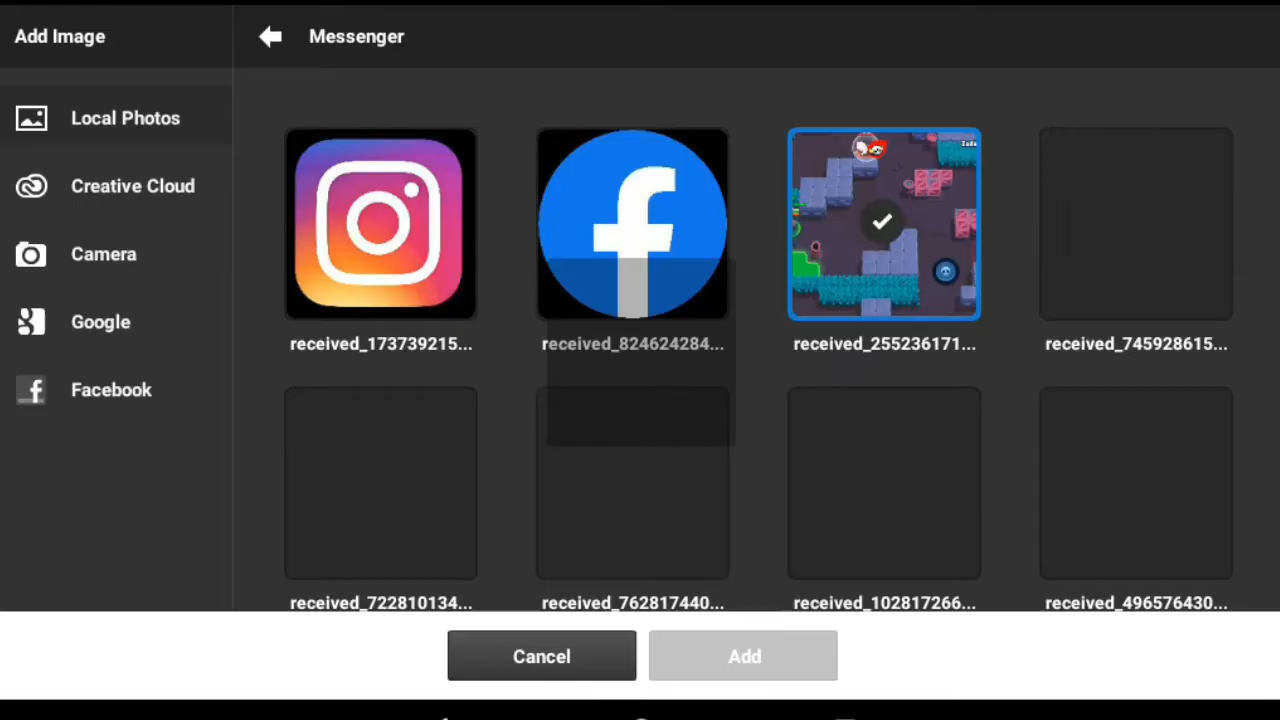 Add Image
Messenger
Local Photos
Creative Cloud
Camera
Google
Facebook
received_173739215...
received_824624284...
received_255236171...
received_745928615...
received_722810134...
received_762817440...
received_102817266...
received_496576430...
Cancel
Add